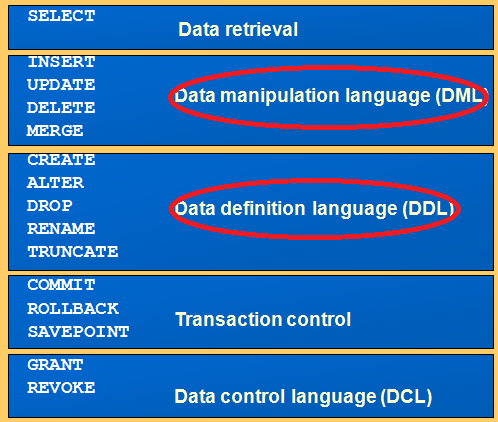 SELECT
Data retrieval
INSERT
UPDATE
DELETE
MERGE
Data manipulation language (DML)
CREATE
ALTER
DROP
RENAME
TRUNCATE
Data definition language (DDL)
COMMIT
ROLLBACK
SAVEPOINT
Transaction control
GRANT
REVOKE
Data control language (DCL)